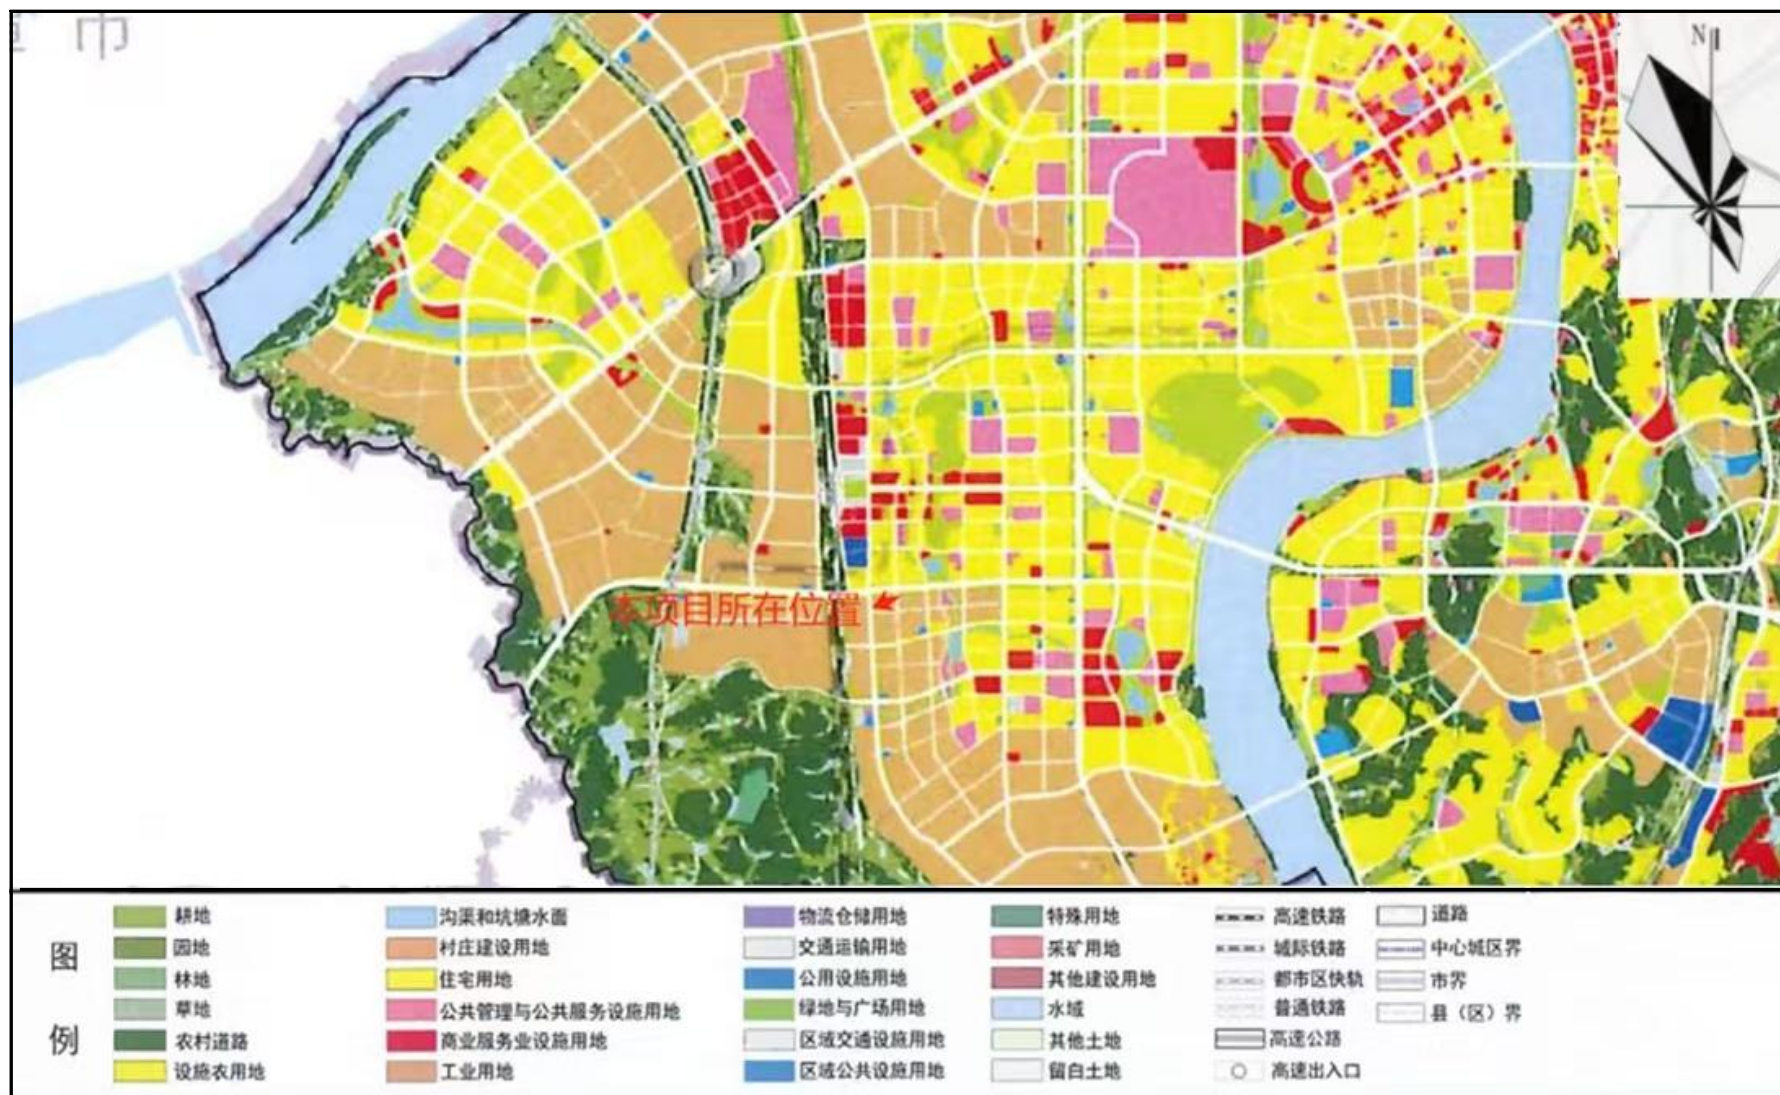 市
N
本项目所在位置
图例
耕地
园地
林地
草地
农村道路
设施农用地
沟渠和坑塘水面
村庄建设用地
住宅用地
公共管理与公共服务设施用地
商业服务业设施用地
工业用地
物流仓储用地
交通运输用地
公用设施用地
绿地与广场用地
区域交通设施用地
区域公共设施用地
特殊用地
采矿用地
其他建设用地
水域
其他土地
留白土地
高速铁路
城际铁路
都市区快轨
普通铁路
高速公路
高速出入口
道路
中心城区界
市界
县（区）界